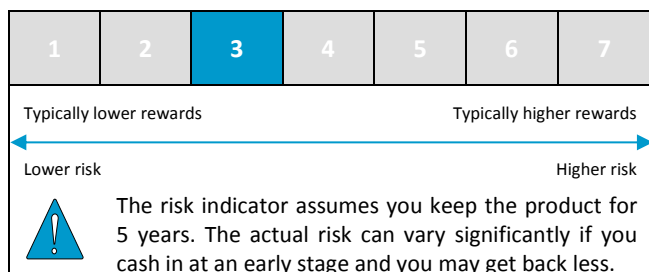 1 2 3 4 5 6 7
Typically lower rewards Typically higher rewards
Lower risk Higher risk
The risk indicator assumes you keep the product for
5 years. The actual risk can vary significantly if you
cash in at an early stage and you may get back less.